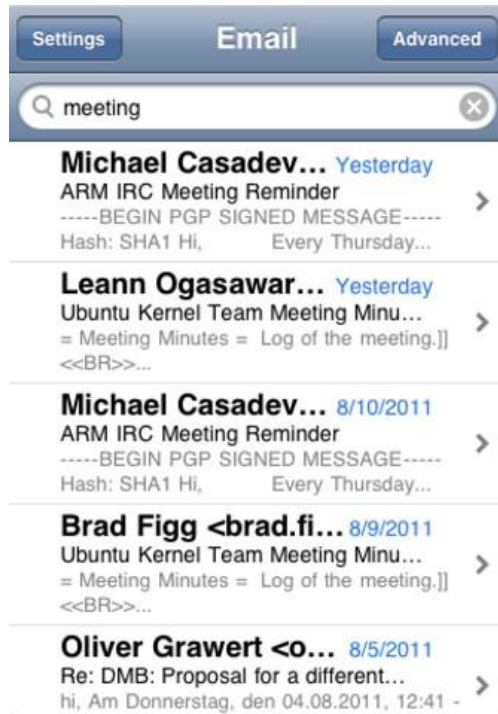 Settings Email Advanced
meeting
Michael Casadev... Yesterday
ARM IRC Meeting Reminder
-----BEGIN PGP SIGNED MESSAGE-----
Hash: SHA1 Hi, Every Thursday...
Leann Ogasawar... Yesterday
Ubuntu Kernel Team Meeting Minu...
= Meeting Minutes = Log of the meeting.]]
<<BR>>...
Michael Casadev... 8/10/2011
ARM IRC Meeting Reminder
-----BEGIN PGP SIGNED MESSAGE-----
Hash: SHA1 Hi, Every Thursday...
Brad Figg <brad.fi... 8/9/2011
Ubuntu Kernel Team Meeting Minu...
= Meeting Minutes = Log of the meeting.]]
<<BR>>...
Oliver Grawert <o... 8/5/2011
Re: DMB: Proposal for a different...
hi, Am Donnerstag, den 04.08.2011, 12:41 -